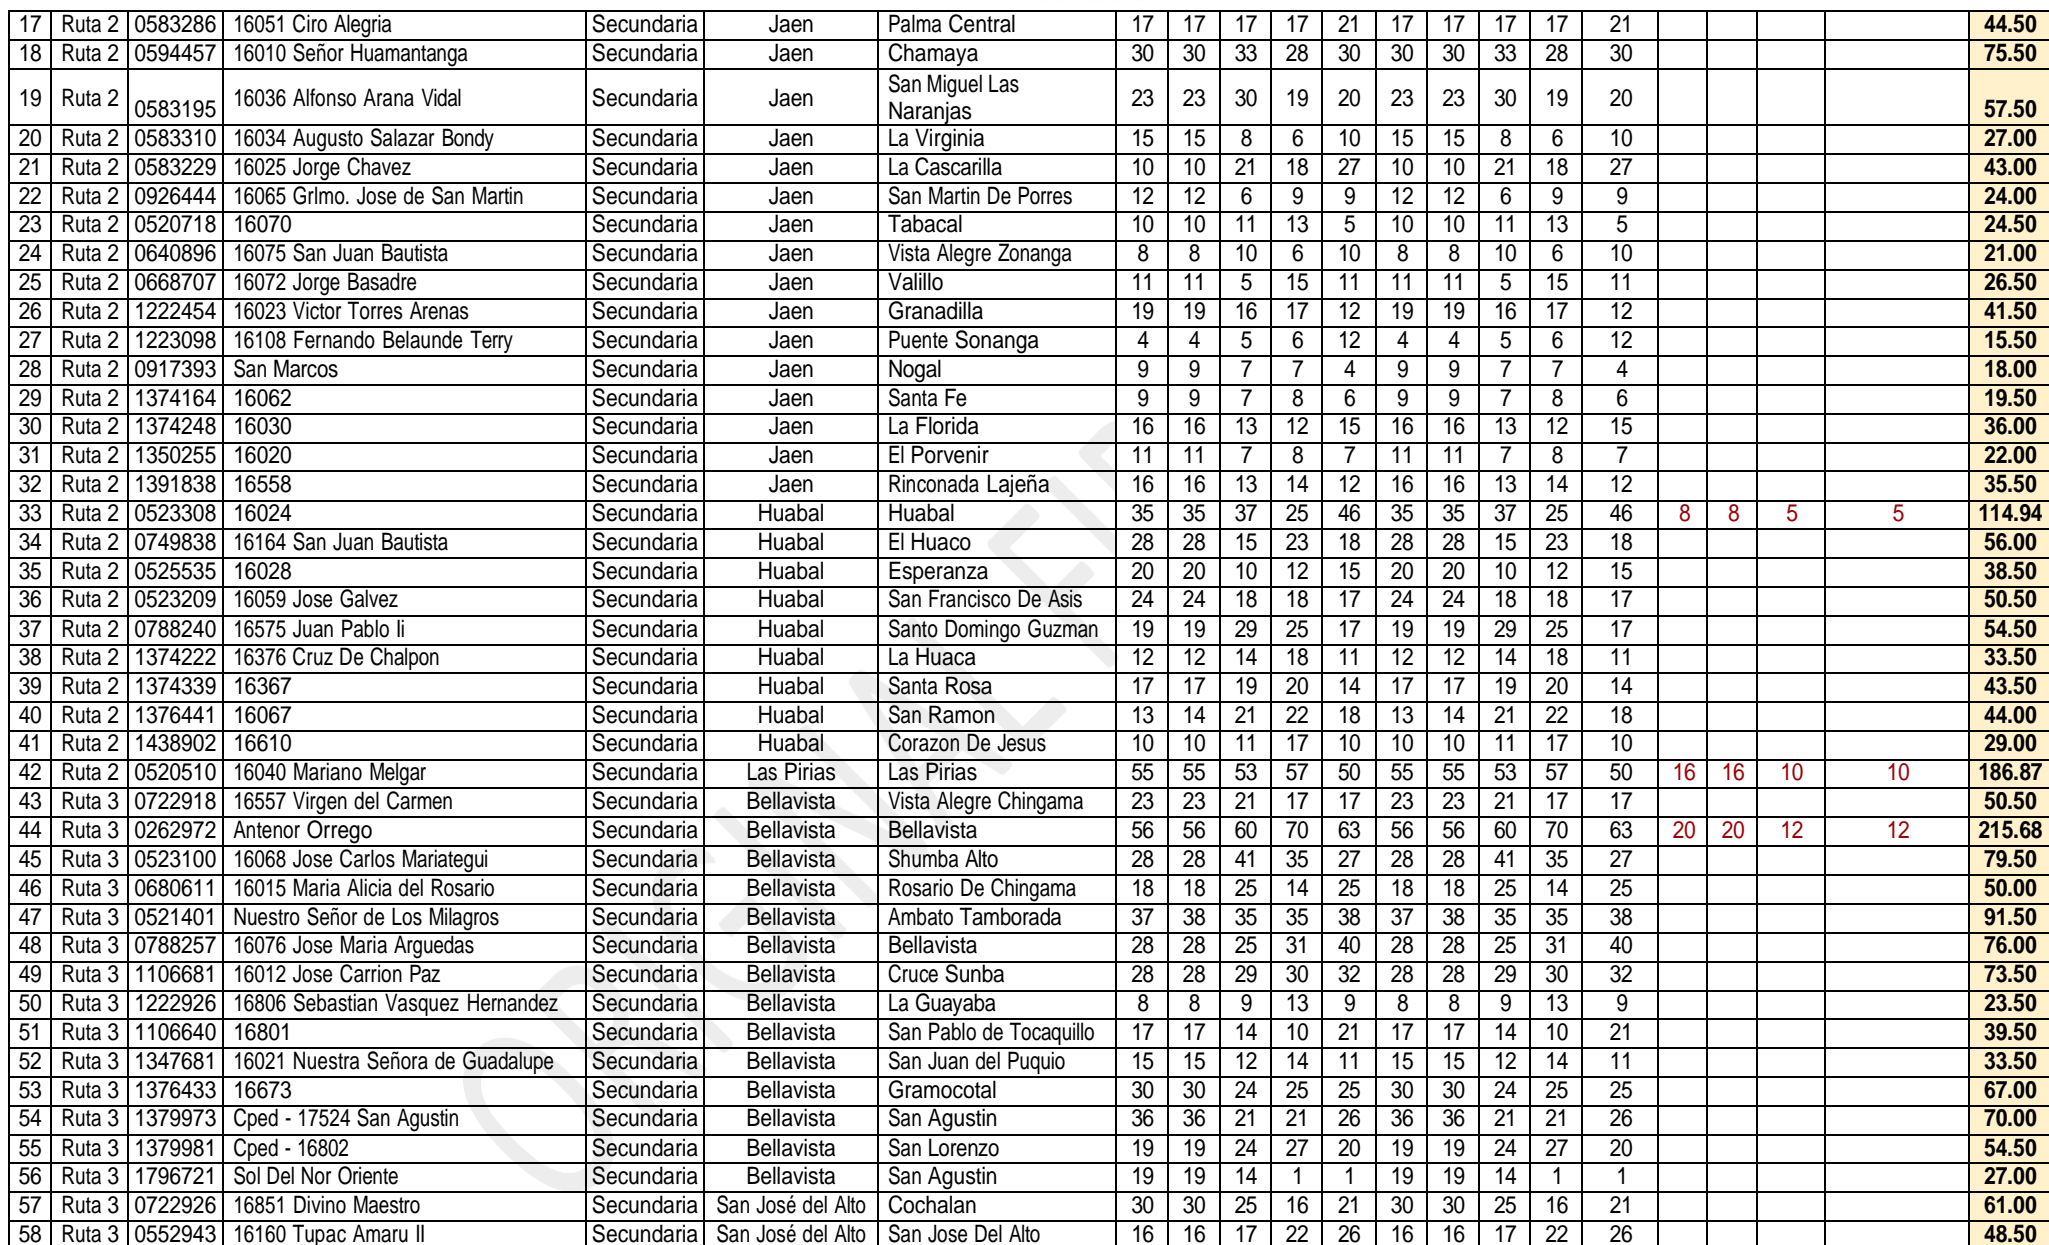 17 Ruta 2 0583286 16051 Ciro Alegria Secundaria Jaen Palma Central 17 17 17 17 21 17 17 17 17 21 44.50
18 Ruta 2 0594457 16010 Señor Huamantanga Secundaria Jaen Chamaya 30 30 33 28 30 30 30 33 28 30 75.50
19 Ruta 2 0583195 16036 Alfonso Arana Vidal Secundaria Jaen San Miguel Las
Naranjas 23 23 30 19 20 23 23 30 19 20 57.50
20 Ruta 2 0583310 16034 Augusto Salazar Bondy Secundaria Jaen La Virginia 15 15 8 6 10 15 15 8 6 10 27.00
21 Ruta 2 0583229 16025 Jorge Chavez Secundaria Jaen La Cascarilla 10 10 21 18 27 10 10 21 18 27 43.00
22 Ruta 2 0926444 16065 Grlmo. Jose de San Martin Secundaria Jaen San Martin De Porres 12 12 6 9 9 12 12 6 9 9 24.00
23 Ruta 2 0520718 16070 Secundaria Jaen Tabacal 10 10 11 13 5 10 10 11 13 5 24.50
24 Ruta 2 0640896 16075 San Juan Bautista Secundaria Jaen Vista Alegre Zonanga 8 8 10 6 10 8 8 10 6 10 21.00
25 Ruta 2 0668707 16072 Jorge Basadre Secundaria Jaen Valillo 11 11 5 15 11 11 11 5 15 11 26.50
26 Ruta 2 1222454 16023 Victor Torres Arenas Secundaria Jaen Granadilla 19 19 16 17 12 19 19 16 17 12 41.50
27 Ruta 2 1223098 16108 Fernando Belaunde Terry Secundaria Jaen Puente Sonanga 4 4 5 6 12 4 4 5 6 12 15.50
28 Ruta 2 0917393 San Marcos Secundaria Jaen Nogal 9 9 7 7 4 9 9 7 7 4 18.00
29 Ruta 2 1374164 16062 Secundaria Jaen Santa Fe 9 9 7 8 6 9 9 7 8 6 19.50
30 Ruta 2 1374248 16030 Secundaria Jaen La Florida 16 16 13 12 15 16 16 13 12 15 36.00
31 Ruta 2 1350255 16020 Secundaria Jaen El Porvenir 11 11 7 8 7 11 11 7 8 7 22.00
32 Ruta 2 1391838 16558 Secundaria Jaen Rinconada Lajeña 16 16 13 14 12 16 16 13 14 12 35.50
33 Ruta 2 0523308 16024 Secundaria Huabal Huabal 35 35 37 25 46 35 35 37 25 46 8 8 5 5 114.94
34 Ruta 2 0749838 16164 San Juan Bautista Secundaria Huabal El Huaco 28 28 15 23 18 28 28 15 23 18 56.00
35 Ruta 2 0525535 16028 Secundaria Huabal Esperanza 20 20 10 12 15 20 20 10 12 15 38.50
36 Ruta 2 0523209 16059 Jose Galvez Secundaria Huabal San Francisco De Asis 24 24 18 18 17 24 24 18 18 17 50.50
37 Ruta 2 0788240 16575 Juan Pablo Ii Secundaria Huabal Santo Domingo Guzman 19 19 29 25 17 19 19 29 25 17 54.50
38 Ruta 2 1374222 16376 Cruz De Chalpon Secundaria Huabal La Huaca 12 12 14 18 11 12 12 14 18 11 33.50
39 Ruta 2 1374339 16367 Secundaria Huabal Santa Rosa 17 17 19 20 14 17 17 19 20 14 43.50
40 Ruta 2 1376441 16067 Secundaria Huabal San Ramon 13 14 21 22 18 13 14 21 22 18 44.00
41 Ruta 2 1438902 16610 Secundaria Huabal Corazon De Jesus 10 10 11 17 10 10 10 11 17 10 29.00
42 Ruta 2 0520510 16040 Mariano Melgar Secundaria Las Pirias Las Pirias 55 55 53 57 50 55 55 53 57 50 16 16 10 10 186.87
43 Ruta 3 0722918 16557 Virgen del Carmen Secundaria Bellavista Vista Alegre Chingama 23 23 21 17 17 23 23 21 17 17 50.50
44 Ruta 3 0262972 Antenor Orrego Secundaria Bellavista Bellavista 56 56 60 70 63 56 56 60 70 63 20 20 12 12 215.68
45 Ruta 3 0523100 16068 Jose Carlos Mariategui Secundaria Bellavista Shumba Alto 28 28 41 35 27 28 28 41 35 27 79.50
46 Ruta 3 0680611 16015 Maria Alicia del Rosario Secundaria Bellavista Rosario De Chingama 18 18 25 14 25 18 18 25 14 25 50.00
47 Ruta 3 0521401 Nuestro Señor de Los Milagros Secundaria Bellavista Ambato Tamborada 37 38 35 35 38 37 38 35 35 38 91.50
48 Ruta 3 0788257 16076 Jose Maria Arguedas Secundaria Bellavista Bellavista 28 28 25 31 40 28 28 25 31 40 76.00
49 Ruta 3 1106681 16012 Jose Carrion Paz Secundaria Bellavista Cruce Sunba 28 28 29 30 32 28 28 29 30 32 73.50
50 Ruta 3 1222926 16806 Sebastian Vasquez Hernandez Secundaria Bellavista La Guayaba 8 8 9 13 9 8 8 9 13 9 23.50
51 Ruta 3 1106640 16801 Secundaria Bellavista San Pablo de Tocaquillo 17 17 14 10 21 17 17 14 10 21 39.50
52 Ruta 3 1347681 16021 Nuestra Señora de Guadalupe Secundaria Bellavista San Juan del Puquio 15 15 12 14 11 15 15 12 14 11 33.50
53 Ruta 3 1376433 16673 Secundaria Bellavista Gramocotal 30 30 24 25 25 30 30 24 25 25 67.00
54 Ruta 3 1379973 Cped - 17524 San Agustin Secundaria Bellavista San Agustin 36 36 21 21 26 36 36 21 21 26 70.00
55 Ruta 3 1379981 Cped - 16802 Secundaria Bellavista San Lorenzo 19 19 24 27 20 19 19 24 27 20 54.50
56 Ruta 3 1796721 Sol Del Nor Oriente Secundaria Bellavista San Agustin 19 19 14 1 1 19 19 14 1 1 27.00
57 Ruta 3 0722926 16851 Divino Maestro Secundaria San José del Alto Cochalan 30 30 25 16 21 30 30 25 16 21 61.00
58 Ruta 3 0552943 16160 Tupac Amaru II Secundaria San José del Alto San Jose Del Alto 16 16 17 22 26 16 16 17 22 26 48.50
ORIGINAL